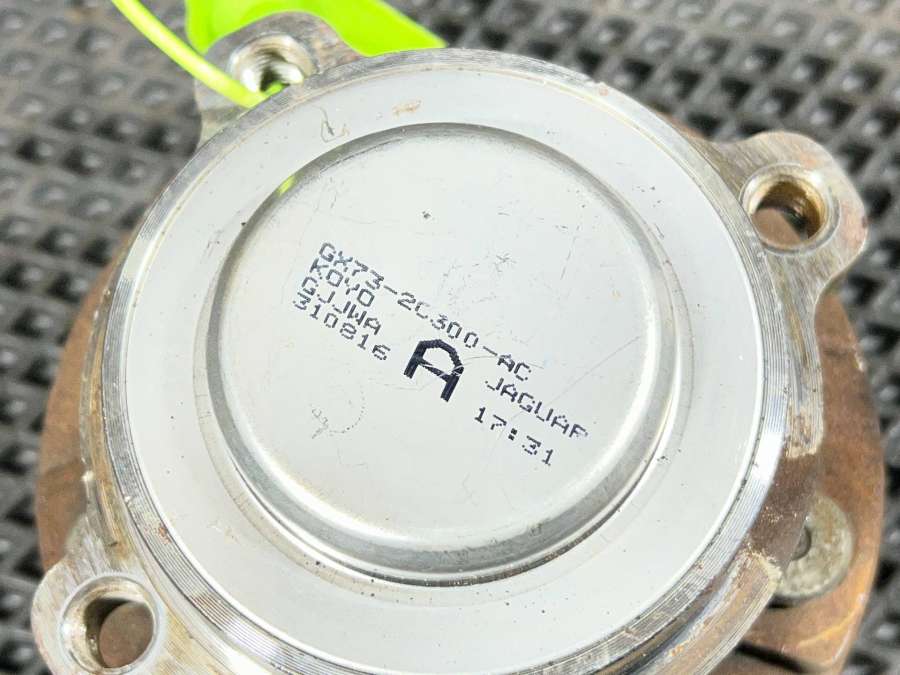 GX73-2C300-AC
KOYO JAGUAR
GJJWA
310816 A 17:31